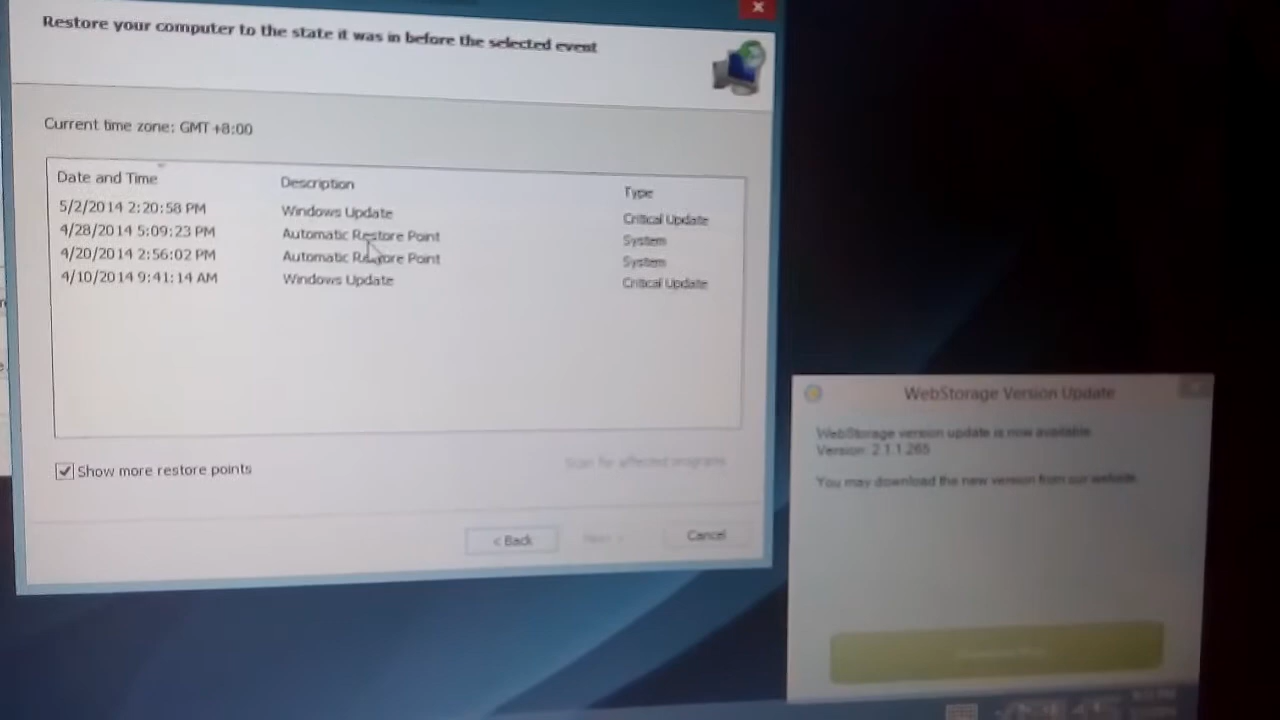 Restore your computer to the state it was in before the selected event
Current time zone: GMT +8:00
Date and Time Description Type
5/2/2014 2:20:58 PM Windows Update Critical Update
4/28/2014 5:09:23 PM Automatic Restore Point System
4/20/2014 2:56:02 PM Automatic Restore Point System
4/10/2014 9:41:14 AM Windows Update Critical Update
Show more restore points
Scan for affected programs
< Back Next > Cancel
WebStorage Version Update
WebStorage version update is now available.
Version: 2.1.1.265
You may download the new version from our website.